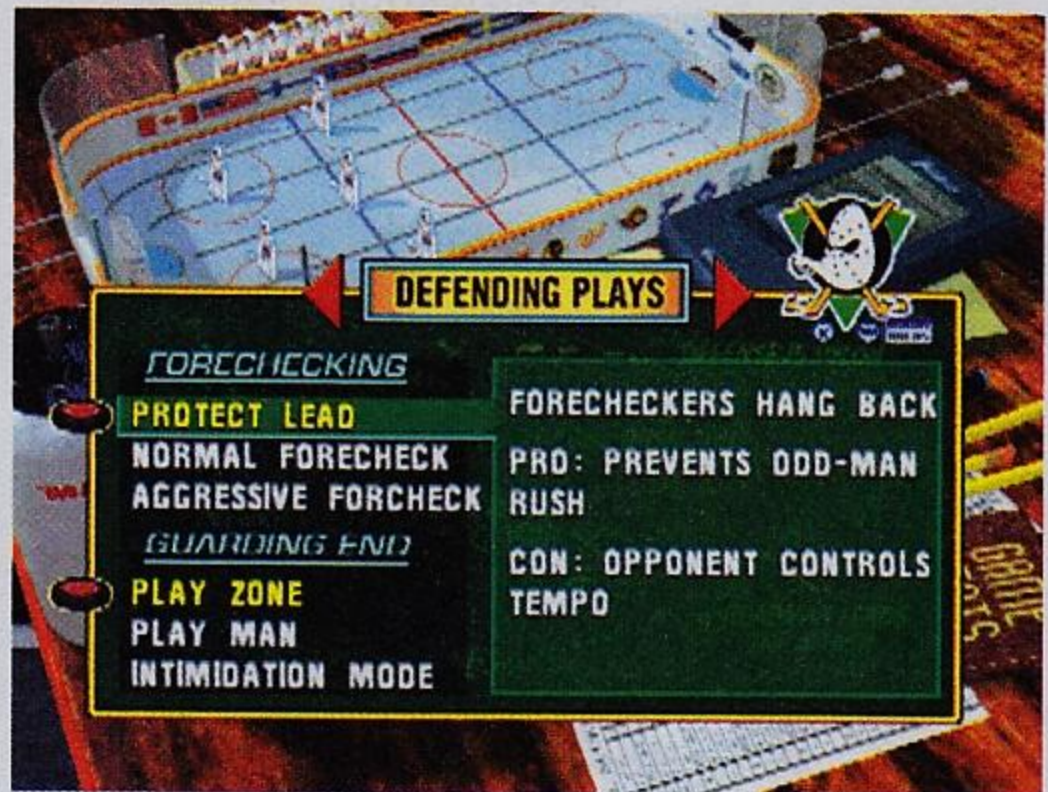 DEFENDING PLAYS
FORECHECKING
PROTECT LEAD
NORMAL FORECHECK
AGGRESSIVE FORCHECK
GUARDING END
PLAY ZONE
PLAY MAN
INTIMIDATION MODE
FORECHECKERS HANG BACK
PRO: PREVENTS ODD-MAN
RUSH
CON: OPPONENT CONTROLS
TEMPO
GAME